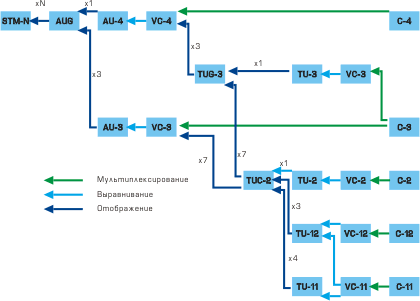 xN x1
STM-N AUG AU-4 VC-4 C-4
x3
x1
TUG-3 TU-3 VC-3
x3
AU-3 VC-3 C-3
x7 x7
x1
TUC-2 TU-2 VC-2 C-2
Мультиплексирование
Выравнивание
Отображение
x3
TU-12 VC-12 C-12
x4
TU-11 VC-11 C-11